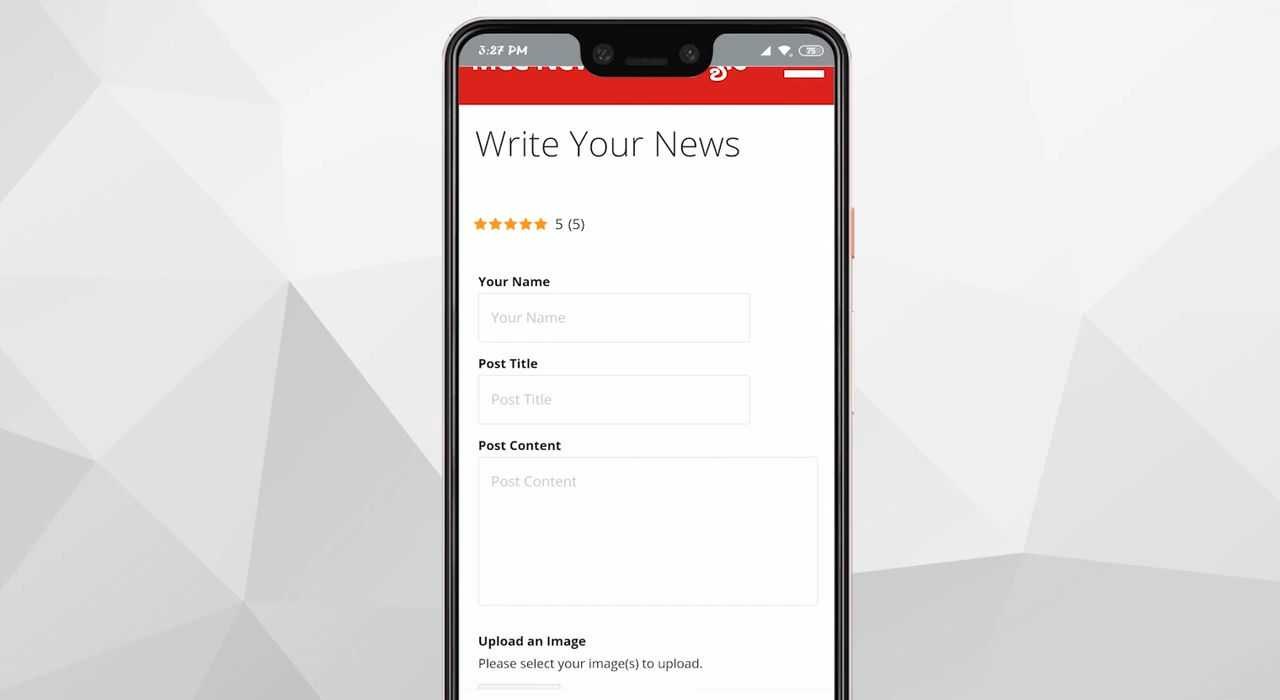 3:27 PM
75
Write Your News
5 (5)
Your Name
Your Name
Post Title
Post Title
Post Content
Post Content
Upload an Image
Please select your image(s) to upload.